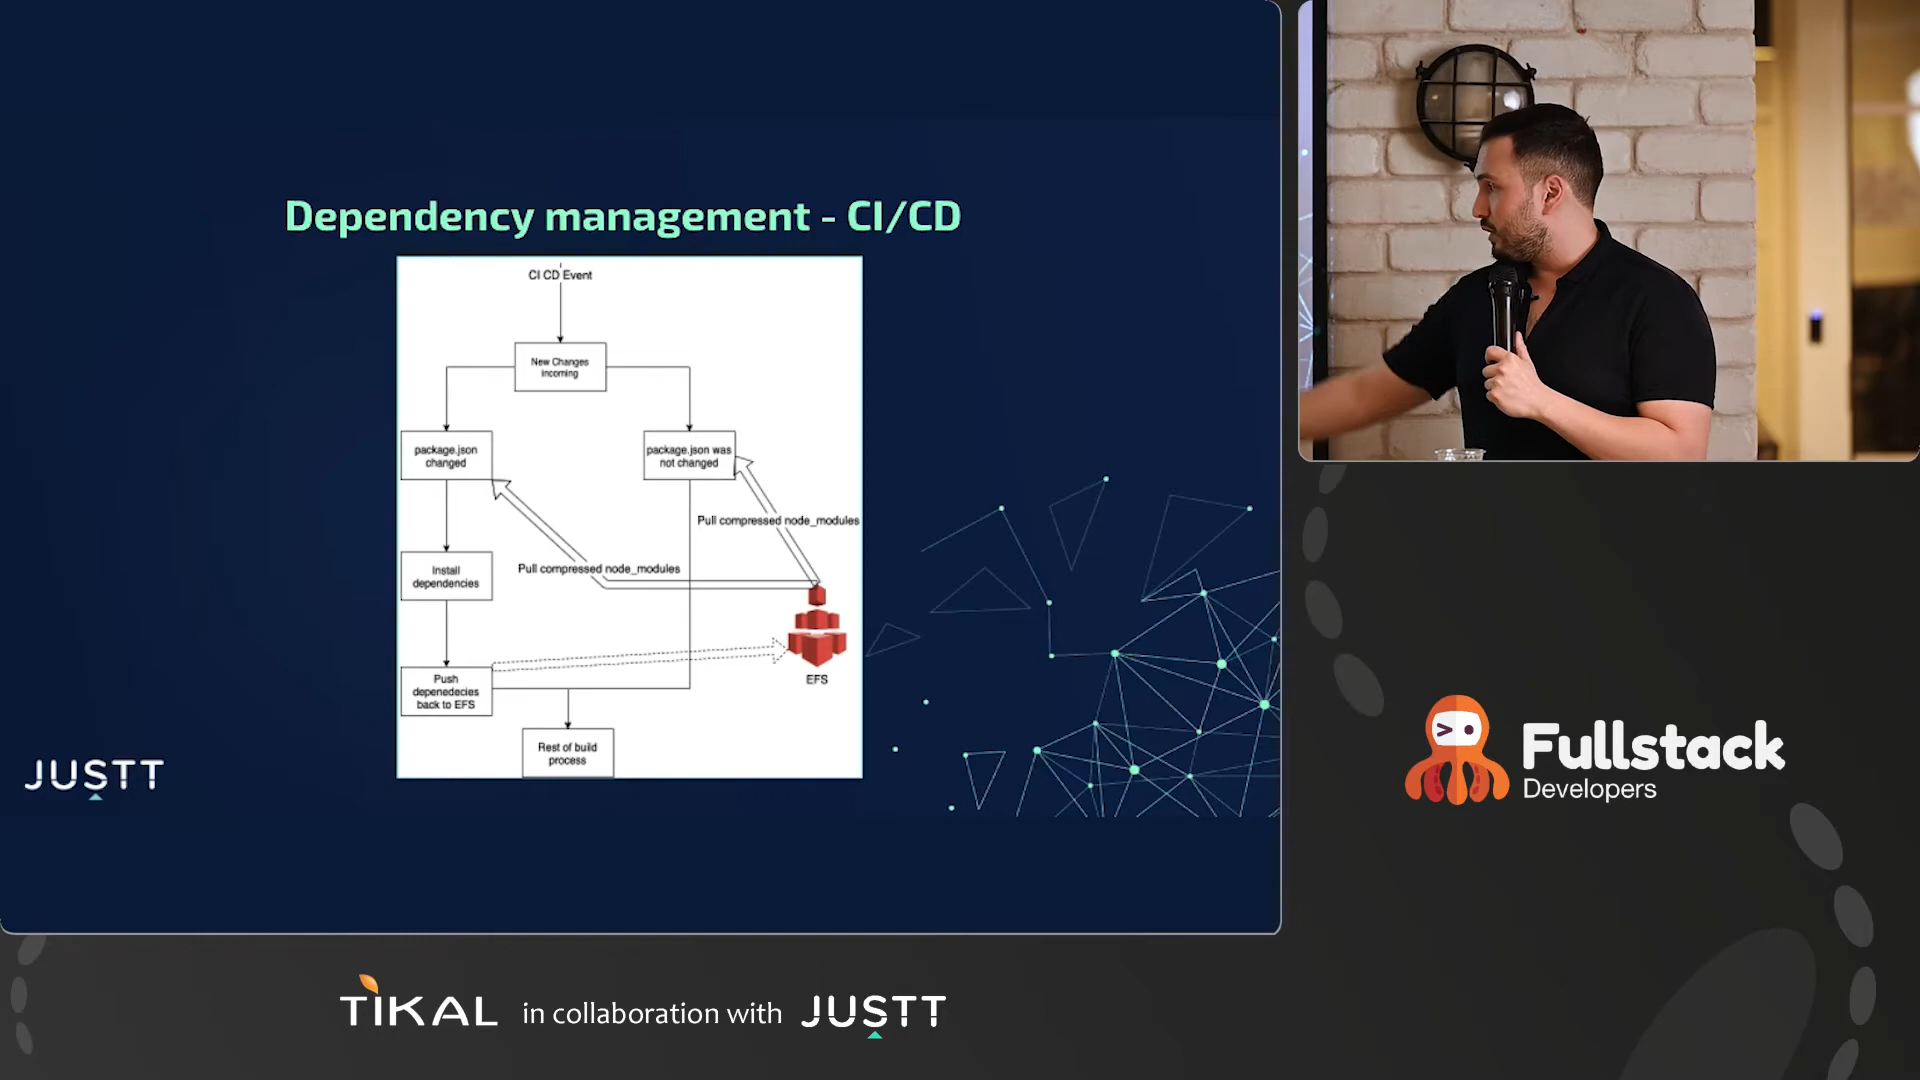 Dependency management - CI/CD
CI CD Event
New Changes
incoming
package.json
changed
package.json was
not changed
Pull compressed node_modules
Pull compressed node_modules
Install
dependencies
EFS
Push
depenedecies
back to EFS
Rest of build
process
JUSTT
Fullstack
Developers
TIKAL in collaboration with JUSTT